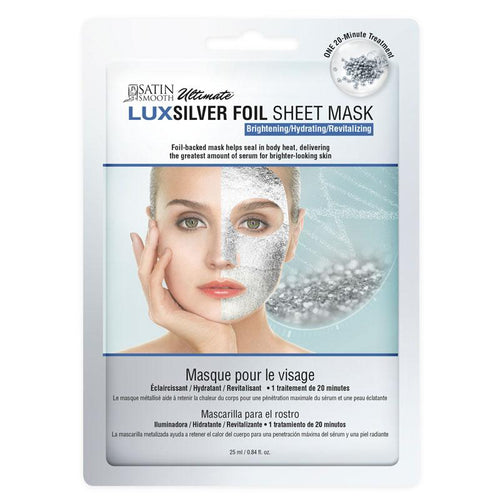 ONE 20-Minute Treatment
SATIN SMOOTH Ultimate
LUXSILVER FOIL SHEET MASK
Brightening/Hydrating/Revitalizing
Foil-backed mask helps seal in body heat, delivering
the greatest amount of serum for brighter-looking skin
Masque pour le visage
Éclaircissant / Hydratant / Revitalisant • 1 traitement de 20 minutes
Le masque métallisé aide à retenir la chaleur du corps pour une pénétration maximale du sérum et une peau éclatante
Mascarilla para el rostro
Iluminadora / Hidratante / Revitalizante • 1 tratamiento de 20 minutos
La mascarilla metalizada ayuda a retener el calor del cuerpo para una penetración máxima del sérum y una piel radiante
25 ml / 0.84 fl. oz.